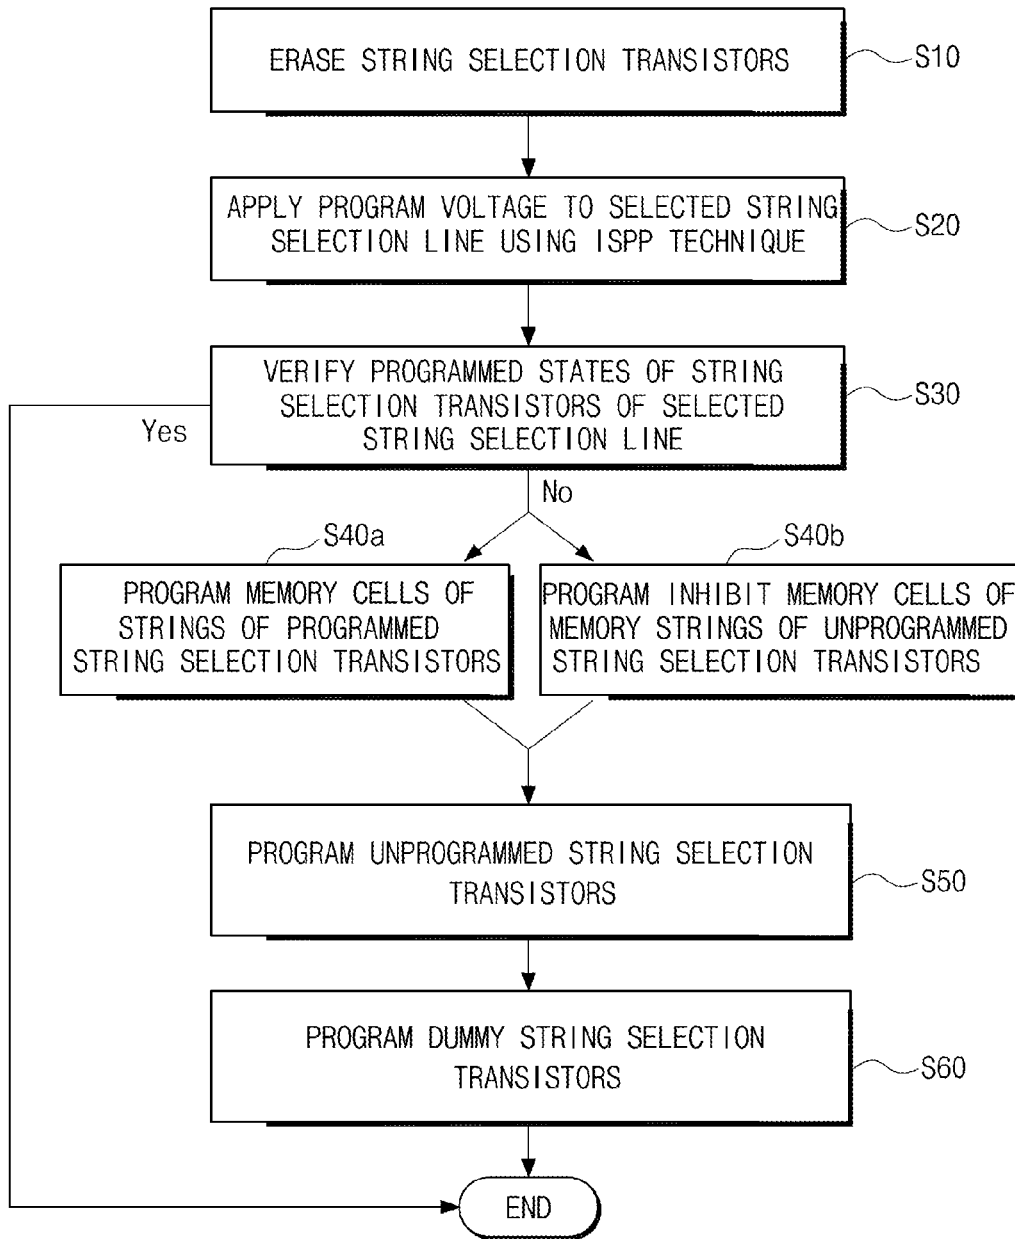 ERASE STRING SELECTION TRANSISTORS
S10
APPLY PROGRAM VOLTAGE TO SELECTED STRING
SELECTION LINE USING ISPP TECHNIQUE
S20
VERIFY PROGRAMMED STATES OF STRING
SELECTION TRANSISTORS OF SELECTED
STRING SELECTION LINE
S30
Yes
No
S40a
PROGRAM MEMORY CELLS OF
STRINGS OF PROGRAMMED
STRING SELECTION TRANSISTORS
S40b
PROGRAM INHIBIT MEMORY CELLS OF
MEMORY STRINGS OF UNPROGRAMMED
STRING SELECTION TRANSISTORS
PROGRAM UNPROGRAMMED STRING SELECTION
TRANSISTORS
S50
PROGRAM DUMMY STRING SELECTION
TRANSISTORS
S60
END